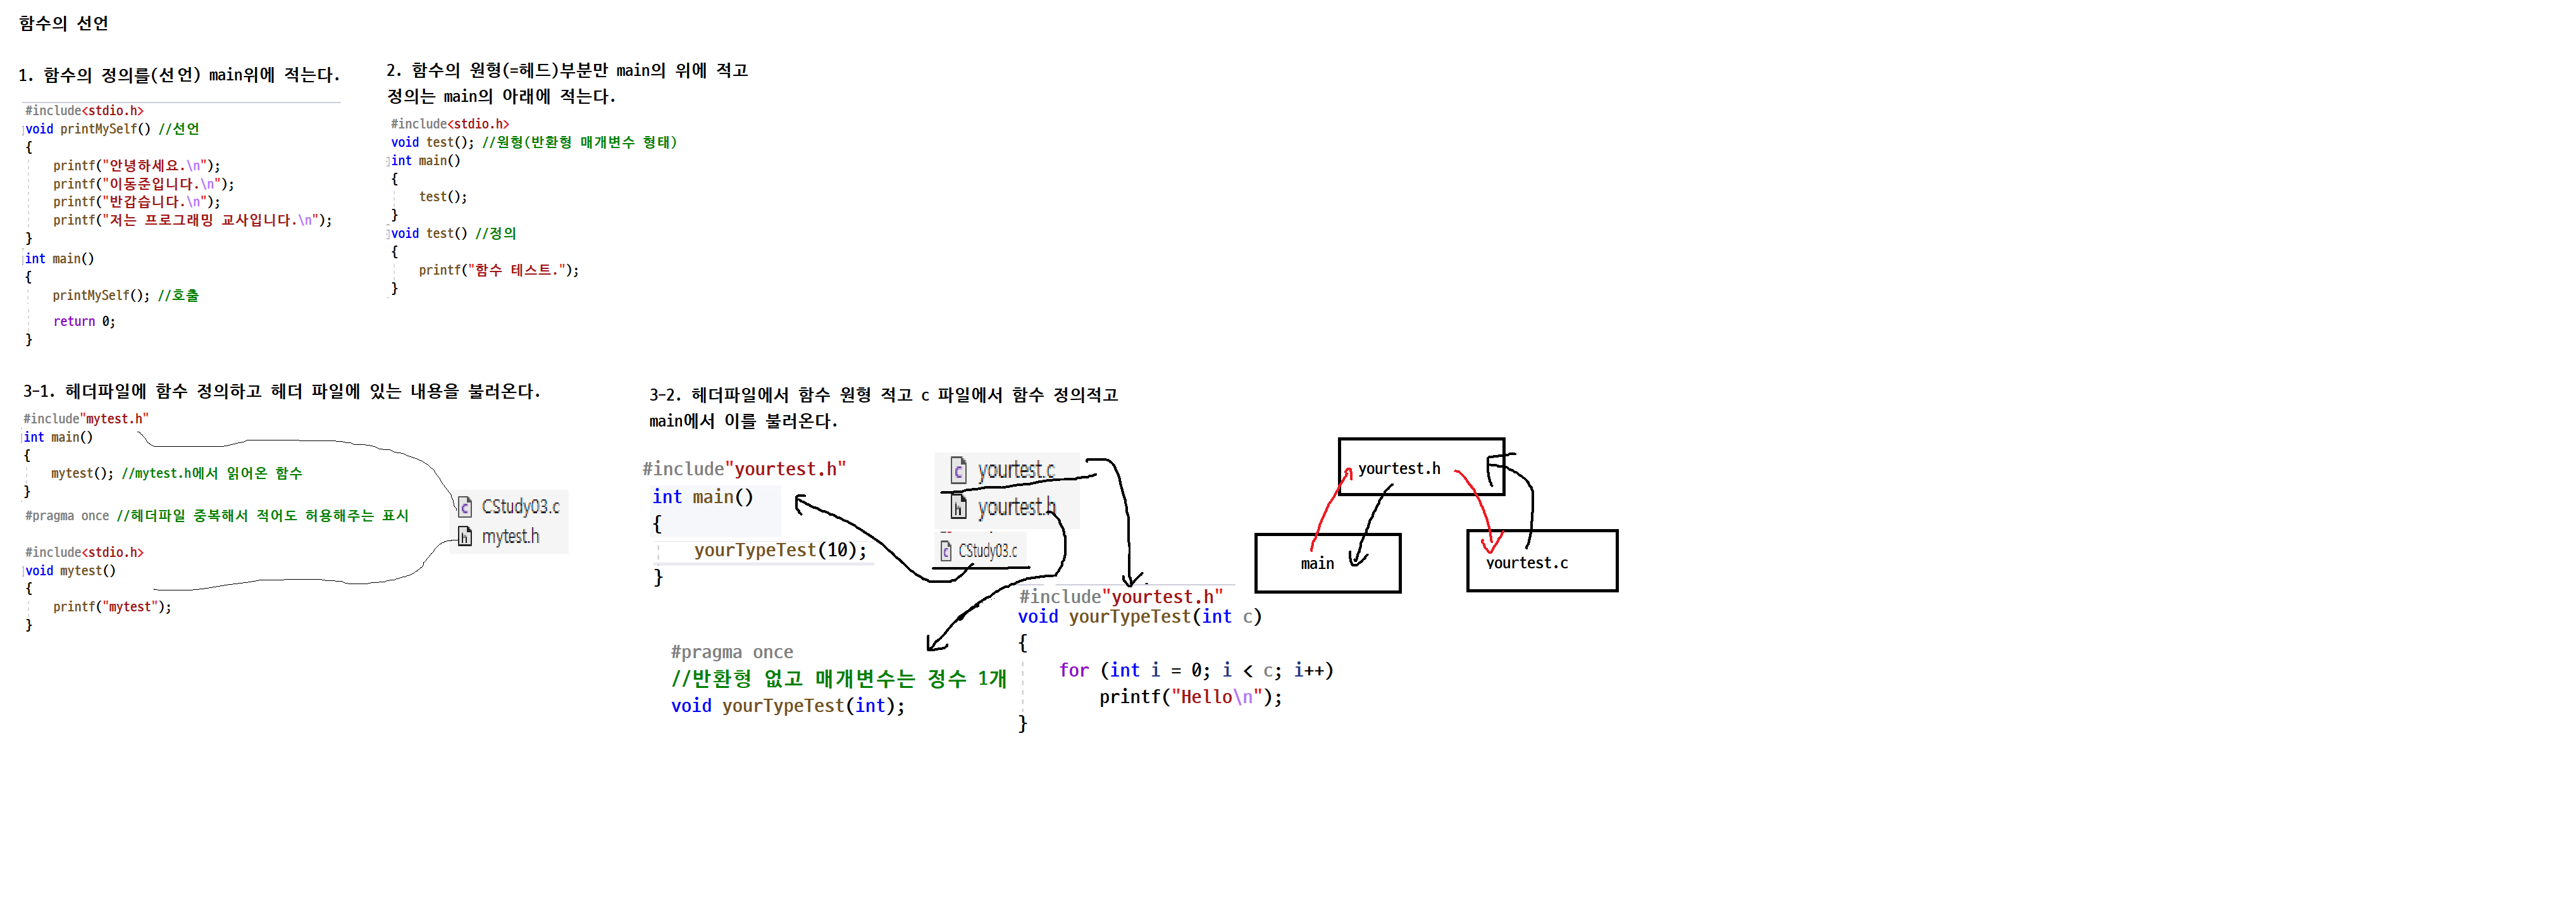 함수의 선언
1. 함수의 정의를(선언) main위에 적는다.
#include<stdio.h>
void printMySelf() //선언
{
printf("안녕하세요.\n");
printf("이동준입니다.\n");
printf("반갑습니다.\n");
printf("저는 프로그래밍 교사입니다.\n");
}
int main()
{
printMySelf(); //호출
return 0;
}
2. 함수의 원형(=헤드)부분만 main의 위에 적고
정의는 main의 아래에 적는다.
#include<stdio.h>
void test(); //원형(반환형 매개변수 형태)
int main()
{
test();
}
void test() //정의
{
printf("함수 테스트.");
}
3-1. 헤더파일에 함수 정의하고 헤더 파일에 있는 내용을 불러온다.
#include"mytest.h"
int main()
{
mytest(); //mytest.h에서 읽어온 함수
}
#pragma once //헤더파일 중복해서 적어도 허용해주는 표시
#include<stdio.h>
void mytest()
{
printf("mytest");
}
c CStudy03.c
h mytest.h
3-2. 헤더파일에서 함수 원형 적고 c 파일에서 함수 정의적고
main에서 이를 불러온다.
#include"yourtest.h"
int main()
{
yourTypeTest(10);
}
c yourtest.c
h yourtest.h
c CStudy03.c
#pragma once
//반환형 없고 매개변수는 정수 1개
void yourTypeTest(int);
#include"yourtest.h"
void yourTypeTest(int c)
{
for (int i = 0; i < c; i++)
printf("Hello\n");
}
yourtest.h
main
yourtest.c